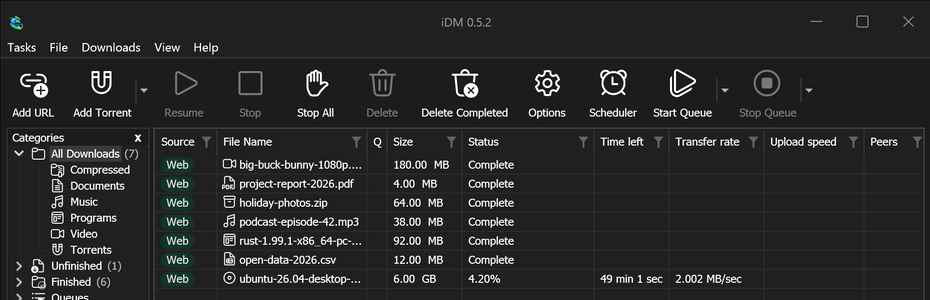 iDM 0.5.2
Tasks File Downloads View Help
Add URL Add Torrent Resume Stop Stop All Delete Delete Completed Options Scheduler Start Queue Stop Queue
Categories x
All Downloads (7)
Compressed
Documents
Music
Programs
Video
Torrents
Unfinished (1)
Finished (6)
Queues
Source File Name Q Size Status Time left Transfer rate Upload speed Peers
Web big-buck-bunny-1080p.... 180.00 MB Complete
Web project-report-2026.pdf 4.00 MB Complete
Web holiday-photos.zip 64.00 MB Complete
Web podcast-episode-42.mp3 38.00 MB Complete
Web rust-1.99.1-x86_64-pc-... 92.00 MB Complete
Web open-data-2026.csv 12.00 MB Complete
Web ubuntu-26.04-desktop-... 6.00 GB 4.20% 49 min 1 sec 2.002 MB/sec